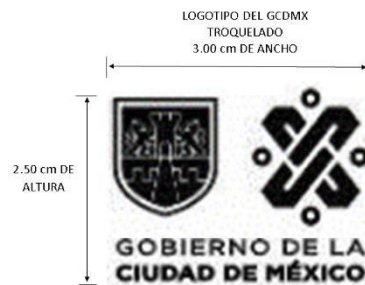 LOGOTIPO DEL GCDMX
TROQUELADO
3.00 cm DE ANCHO
2.50 cm DE
ALTURA
GOBIERNO DE LA
CIUDAD DE MÉXICO